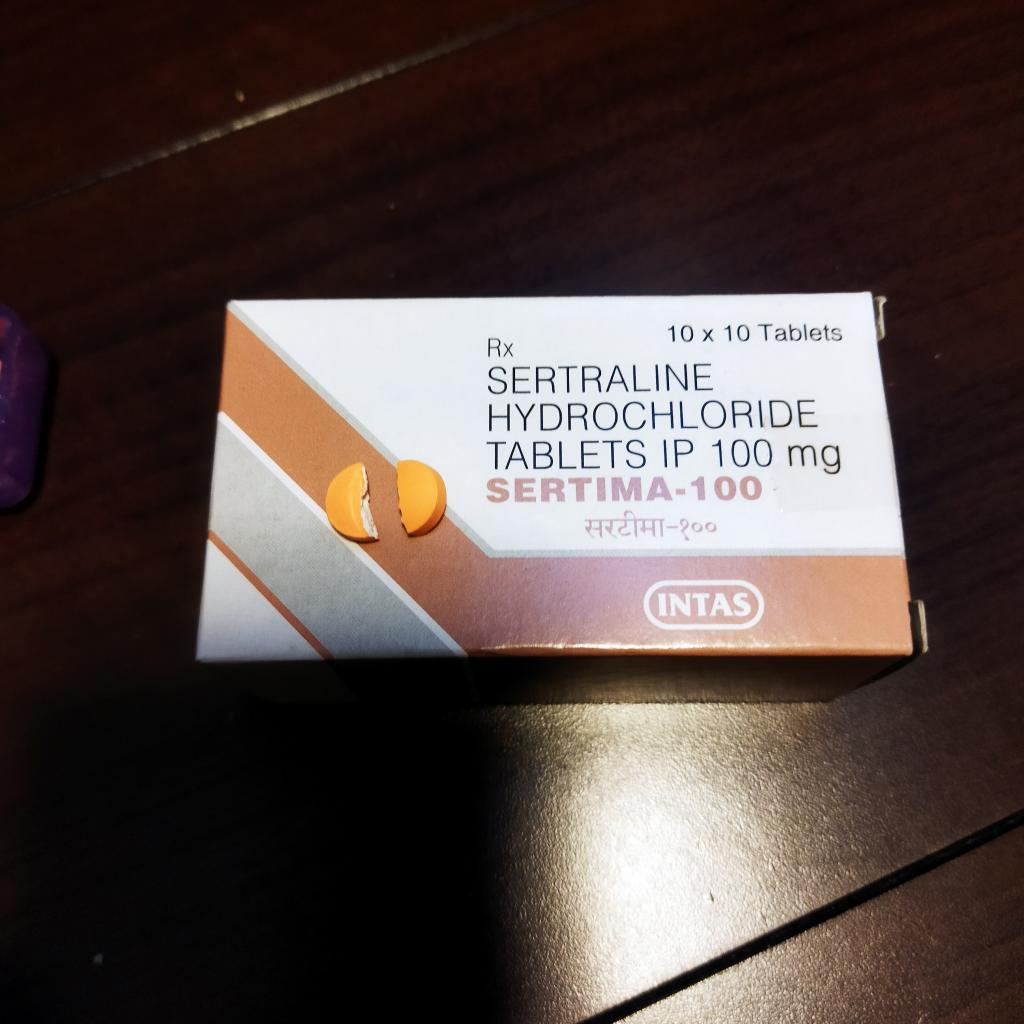 10 x 10 Tablets
Rx
SERTRALINE
HYDROCHLORIDE
TABLETS IP 100 mg
SERTIMA-100
सरटीमा-१००
INTAS